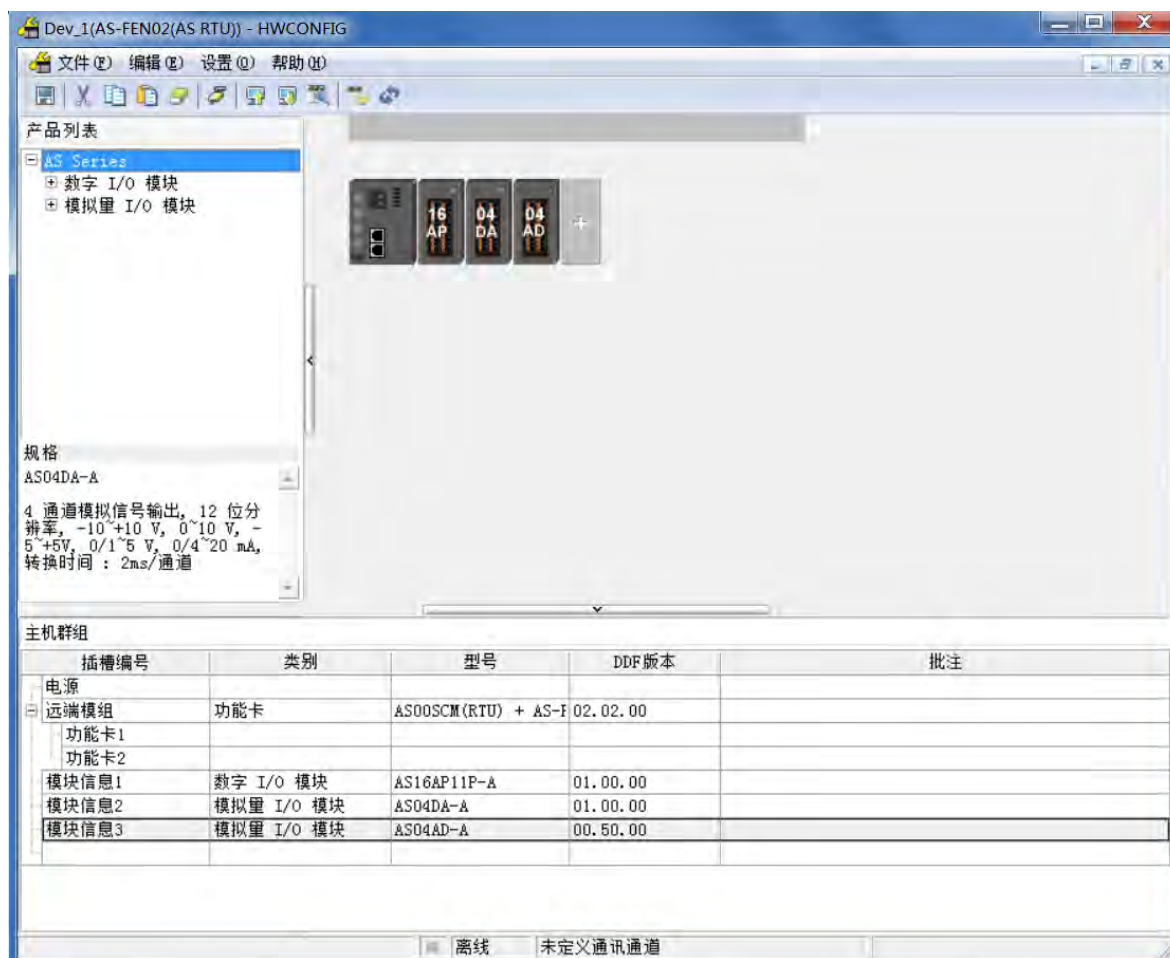 Dev_1(AS-FEN02(AS RTU)) - HWCONFIG
文件(F) 编辑(E) 设置(O) 帮助(H)
产品列表
AS Series
数字 I/O 模块
模拟量 I/O 模块
16 AP
04 DA
04 AD
规格
AS04DA-A
4 通道模拟信号输出, 12 位分
辨率, -10~+10 V, 0~10 V, -
5~+5V, 0/1~5 V, 0/4~20 mA,
转换时间 : 2ms/通道
主机群组
插槽编号 类别 型号 DDF版本 批注
电源
远端模组 功能卡 AS00SCM(RTU) + AS-F 02.02.00
功能卡1
功能卡2
模块信息1 数字 I/O 模块 AS16AP11P-A 01.00.00
模块信息2 模拟量 I/O 模块 AS04DA-A 01.00.00
模块信息3 模拟量 I/O 模块 AS04AD-A 00.50.00
离线 未定义通讯通道